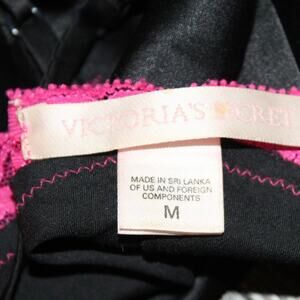 VICTORIA'S SECRET
MADE IN SRI LANKA
OF US AND FOREIGN
COMPONENTS
M